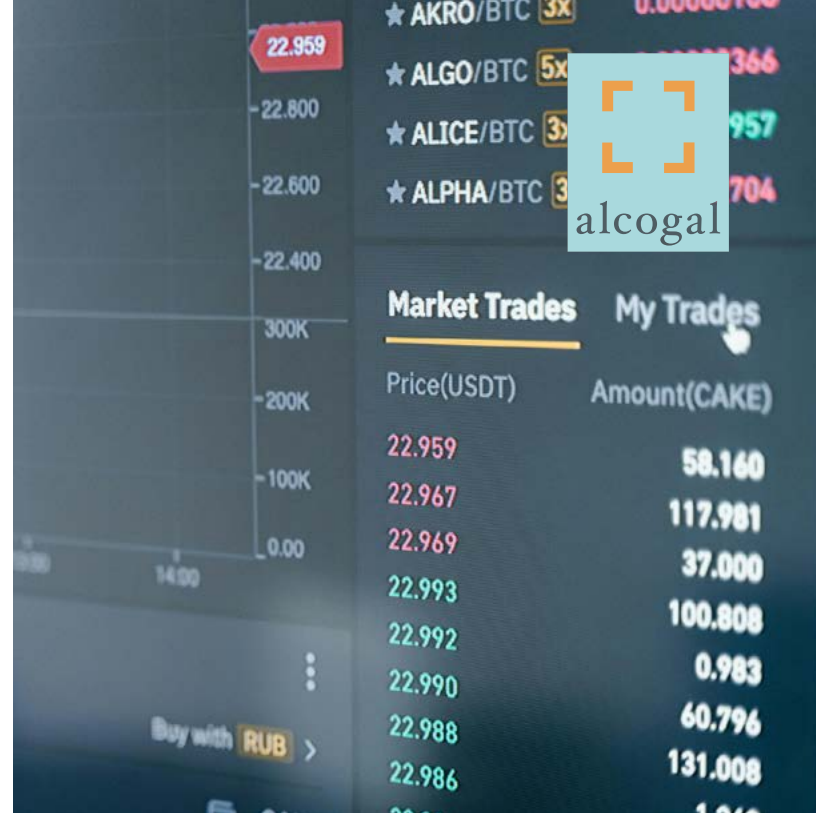 22.959
22.800
22.600
22.400
300K
200K
100K
0.00
14:00
Buy with RUB
AKRO/BTC 3x
ALGO/BTC 5x
366
ALICE/BTC 3x
957
ALPHA/BTC 3
704
alcogal
Market Trades My Trades
Price(USDT) Amount(CAKE)
22.959 58.160
22.967 117.981
22.969 37.000
22.993 100.808
22.992 0.983
22.990 60.796
22.988 131.008
22.986